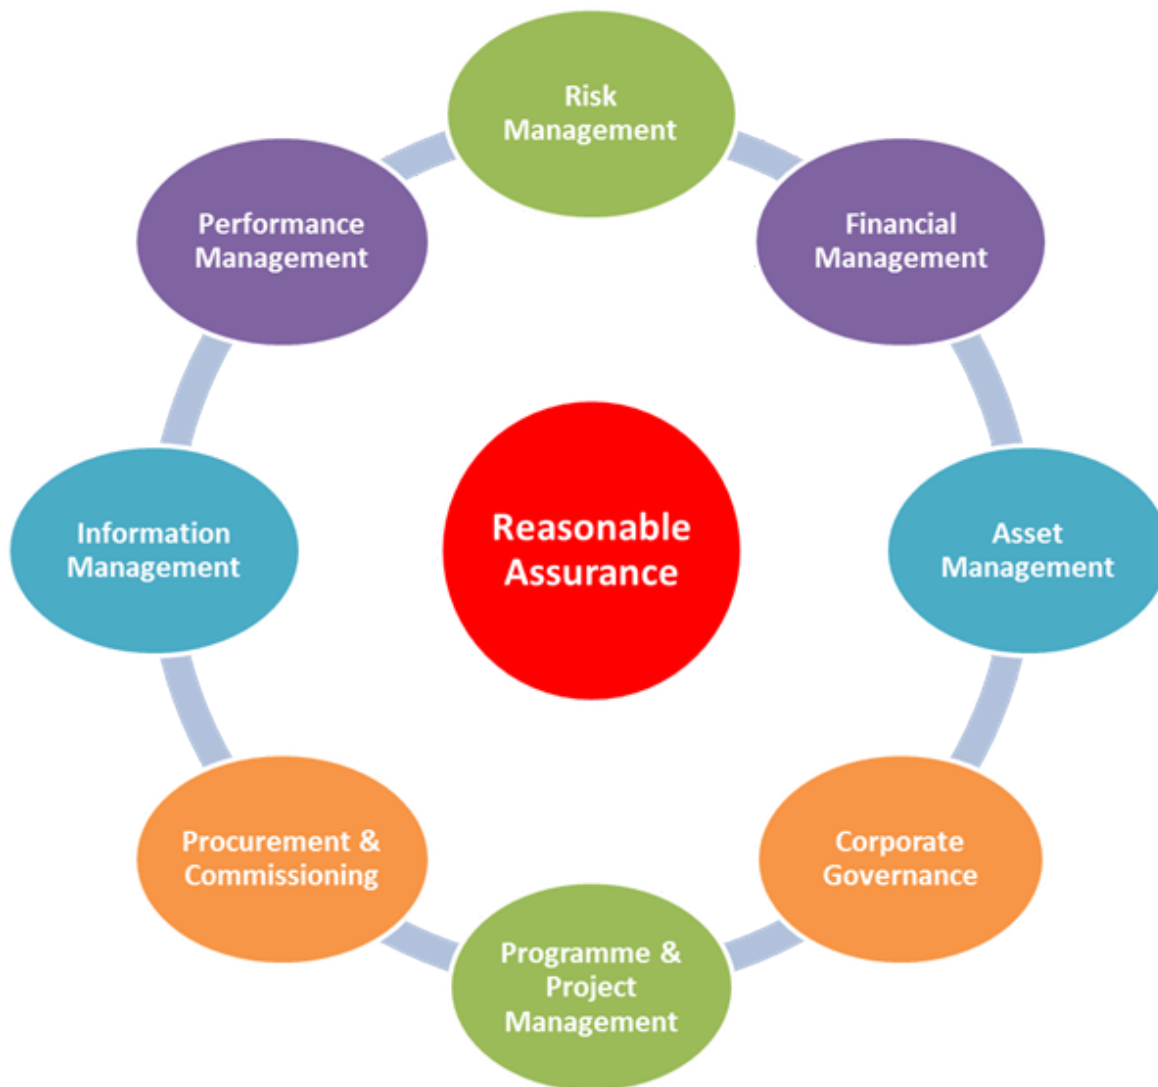 Risk
Management
Performance
Management
Financial
Management
Information
Management
Reasonable
Assurance
Asset
Management
Procurement &
Commissioning
Corporate
Governance
Programme &
Project
Management